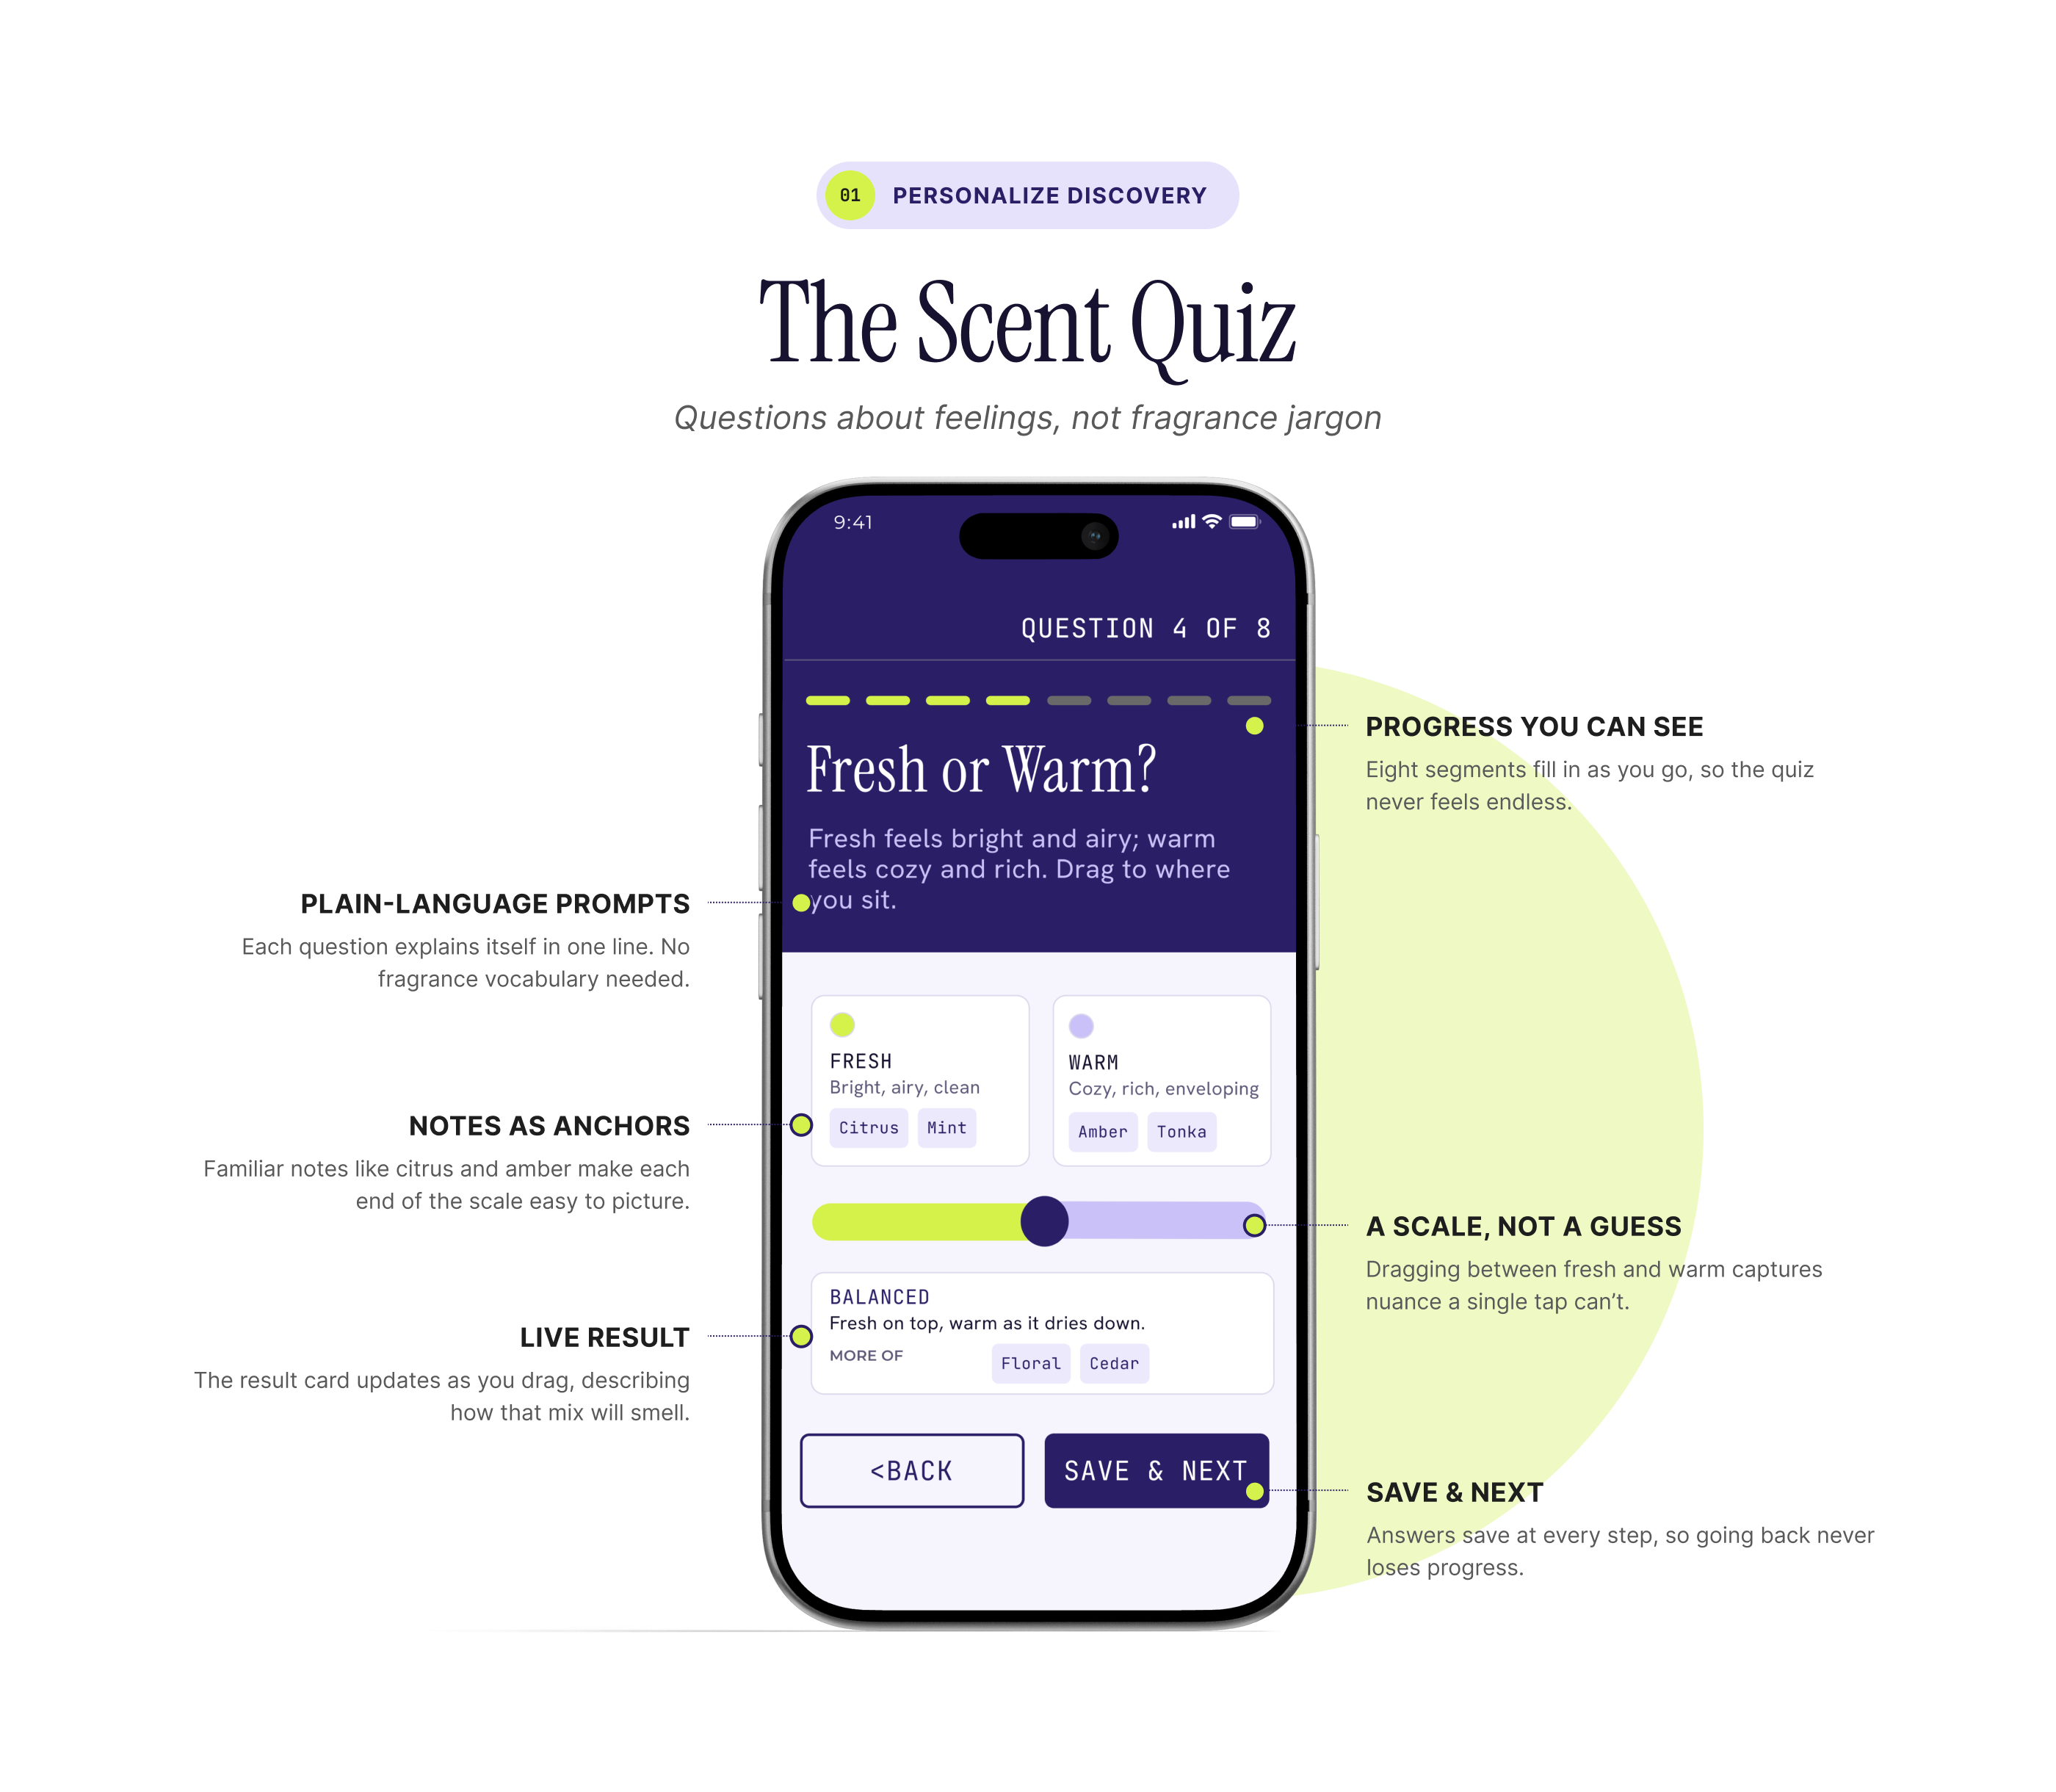 01 PERSONALIZE DISCOVERY
The Scent Quiz
Questions about feelings, not fragrance jargon
9:41
QUESTION 4 OF 8
Fresh or Warm?
Fresh feels bright and airy; warm
feels cozy and rich. Drag to where
you sit.
FRESH
Bright, airy, clean
Citrus Mint
WARM
Cozy, rich, enveloping
Amber Tonka
BALANCED
Fresh on top, warm as it dries down.
MORE OF Floral Cedar
<BACK
SAVE & NEXT
PLAIN-LANGUAGE PROMPTS
Each question explains itself in one line. No
fragrance vocabulary needed.
NOTES AS ANCHORS
Familiar notes like citrus and amber make each
end of the scale easy to picture.
LIVE RESULT
The result card updates as you drag, describing
how that mix will smell.
PROGRESS YOU CAN SEE
Eight segments fill in as you go, so the quiz
never feels endless.
A SCALE, NOT A GUESS
Dragging between fresh and warm captures
nuance a single tap can’t.
SAVE & NEXT
Answers save at every step, so going back never
loses progress.